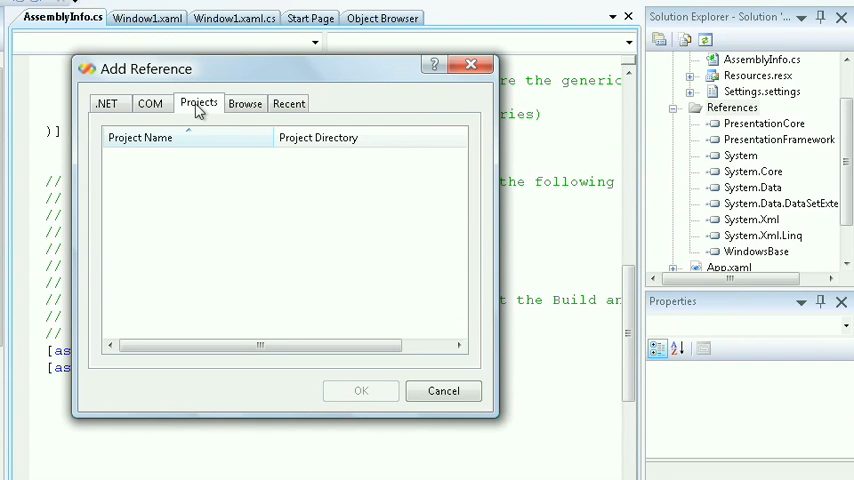 AssemblyInfo.cs Window1.xaml Window1.xaml.cs Start Page Object Browser
Solution Explorer - Solution '...
Add Reference
?
.NET COM Projects Browse Recent
Project Name Project Directory
OK Cancel
re the generic
ries)
)]
// the following
//
//
//
//
//
//
// t the Build an
//
//
[as
[as
AssemblyInfo.cs
Resources.resx
Settings.settings
References
PresentationCore
PresentationFramework
System
System.Core
System.Data
System.Data.DataSetExte
System.Xml
System.Xml.Linq
WindowsBase
App.xaml
Properties